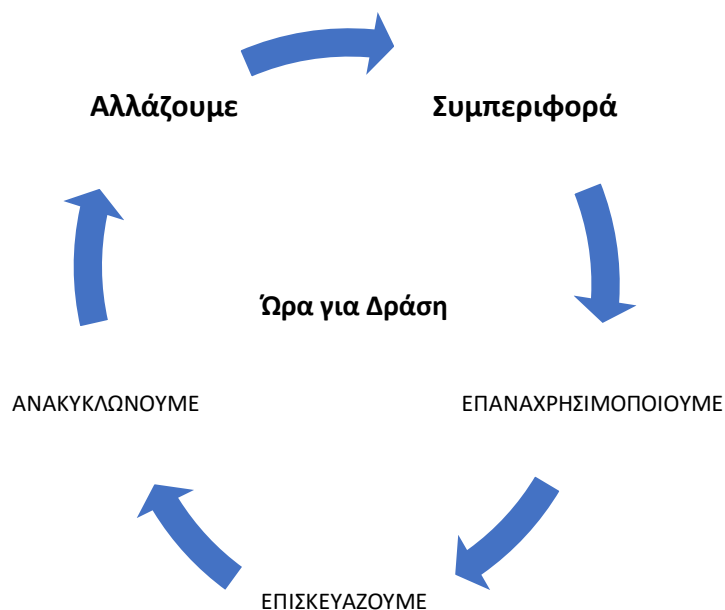 Αλλάζουμε
Συμπεριφορά
Ώρα για Δράση
ΑΝΑΚΥΚΛΩΝΟΥΜΕ
ΕΠΑΝΑΧΡΗΣΙΜΟΠΟΙΟΥΜΕ
ΕΠΙΣΚΕΥΑΖΟΥΜΕ